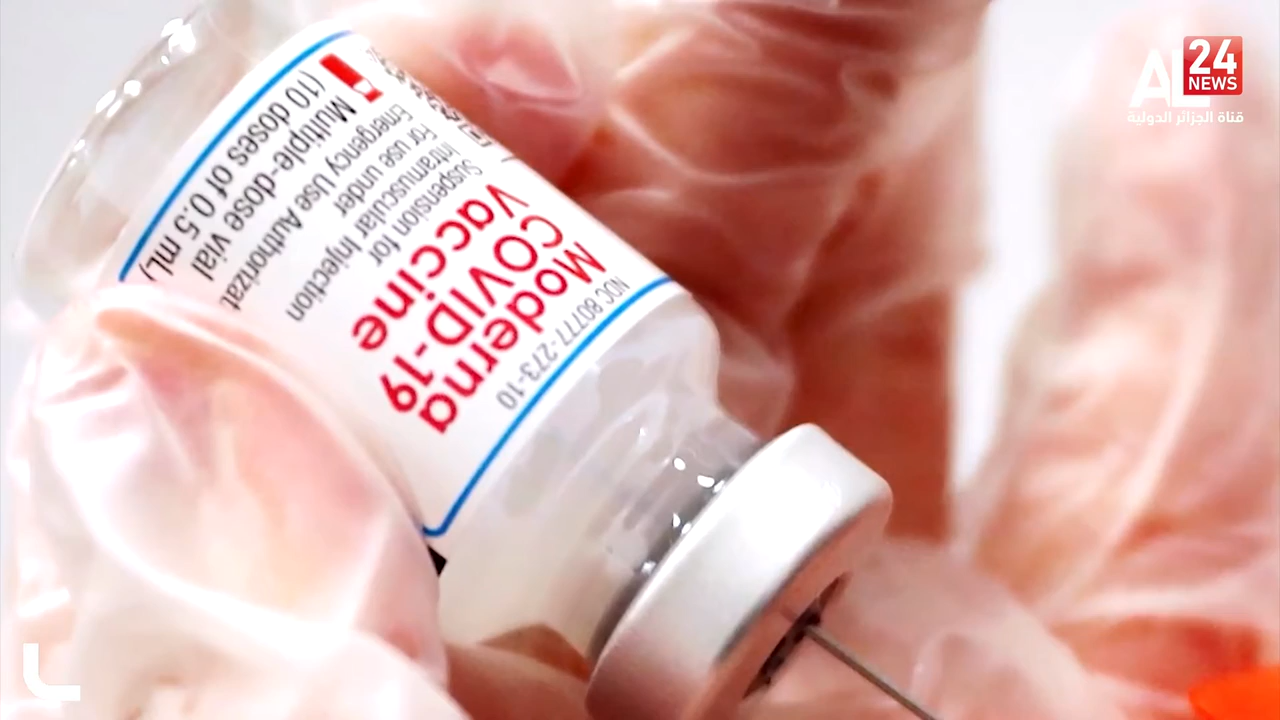 NDC 80777-273-10
Moderna
COVID-19
Vaccine
Suspension for
Intramuscular Injection
For use under
Emergency Use Authorizat
Multiple-dose vial
(10 doses of 0.5 mL)
AL
24
NEWS
قناة الجزائر الدولية